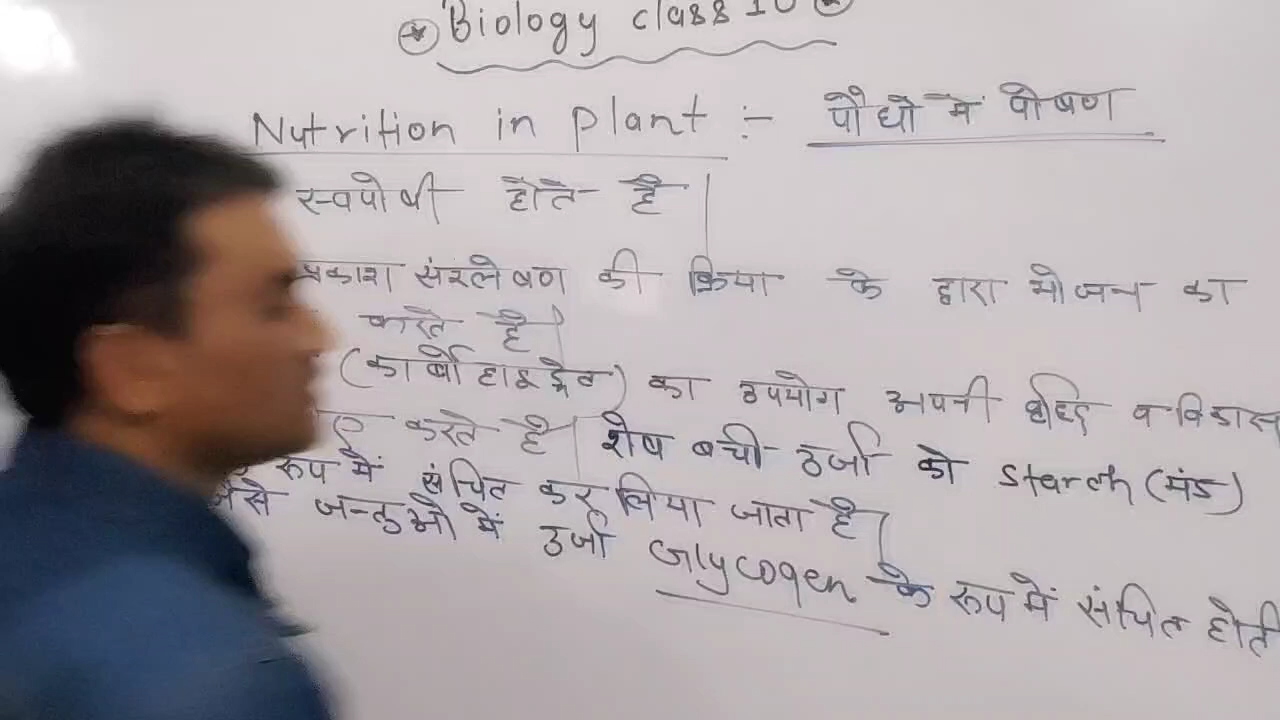 Biology class 10
Nutrition in plant :- पौधों में पोषण
स्वपोषी होते है।
प्रकाश संश्लेषण की क्रिया के द्वारा भोजन का
करते है।
(कार्बोहाइड्रेट) का उपयोग अपनी वृद्धि व विकास
करते है। शेष बची ऊर्जा को Starch (मंड)
रूप में संचित कर लिया जाता है।
जैसे जन्तुओं में ऊर्जा Glycogen के रूप में संचित होती